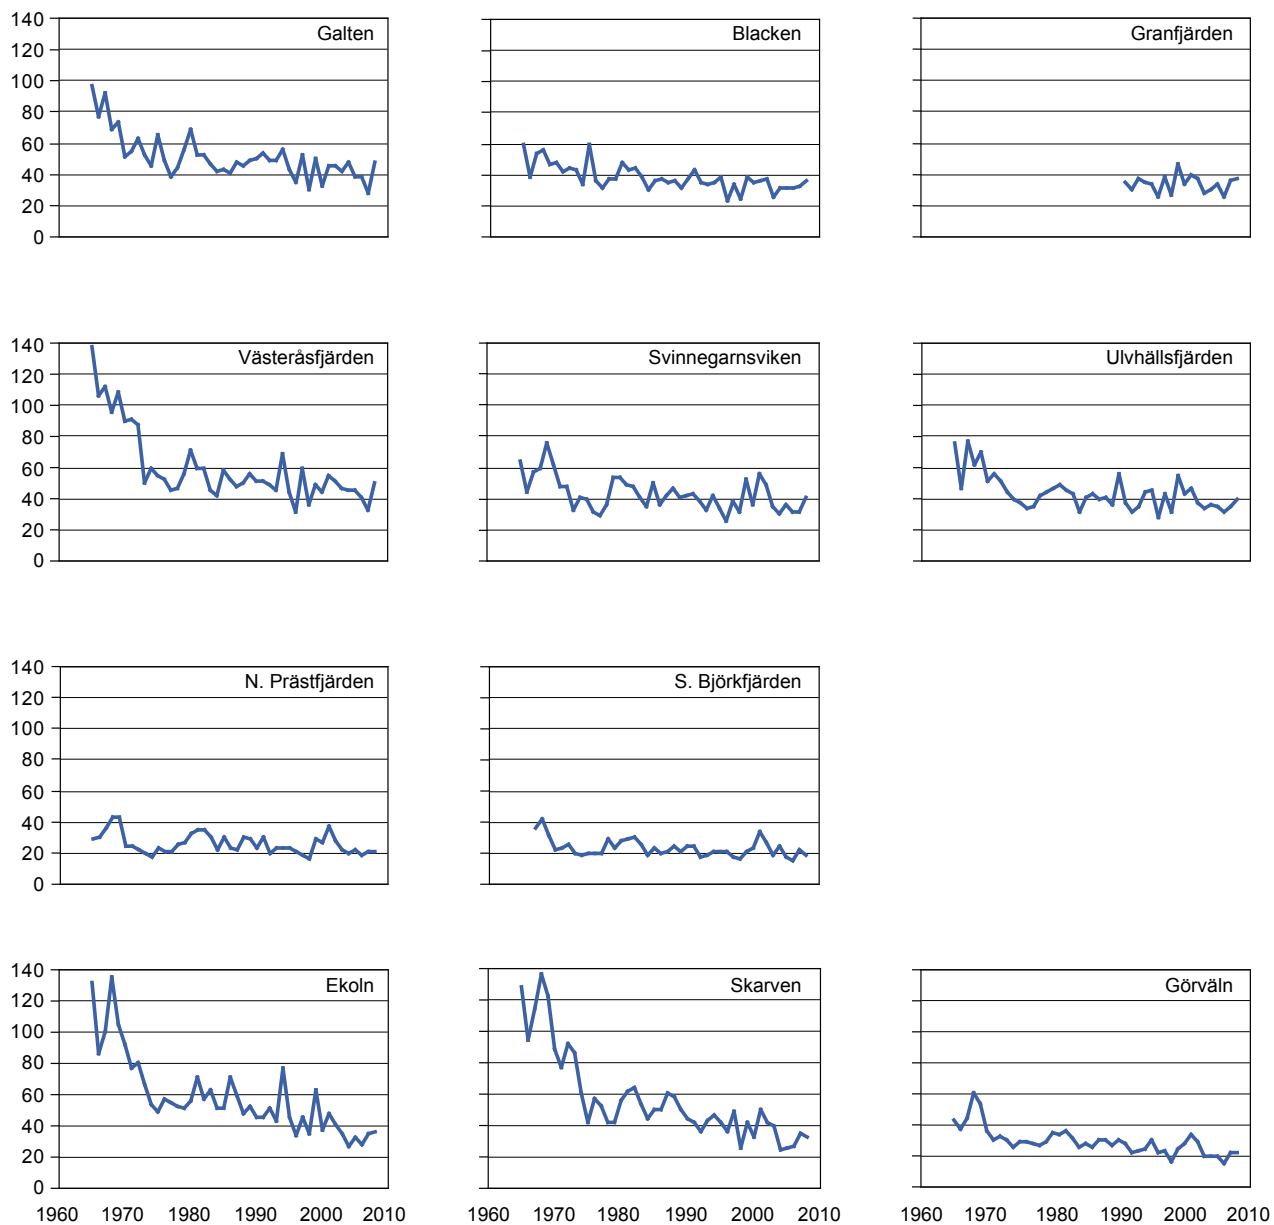 Galten
Blacken
Granfjärden
140
120
100
80
60
40
20
0
Västeråsfjärden
Svinnegarnsviken
Ulvhällsfjärden
140
120
100
80
60
40
20
0
N. Prästfjärden
S. Björkfjärden
140
120
100
80
60
40
20
0
Ekoln
Skarven
Görväln
140
120
100
80
60
40
20
0
1960 1970 1980 1990 2000 2010
1960 1970 1980 1990 2000 2010
1960 1970 1980 1990 2000 2010